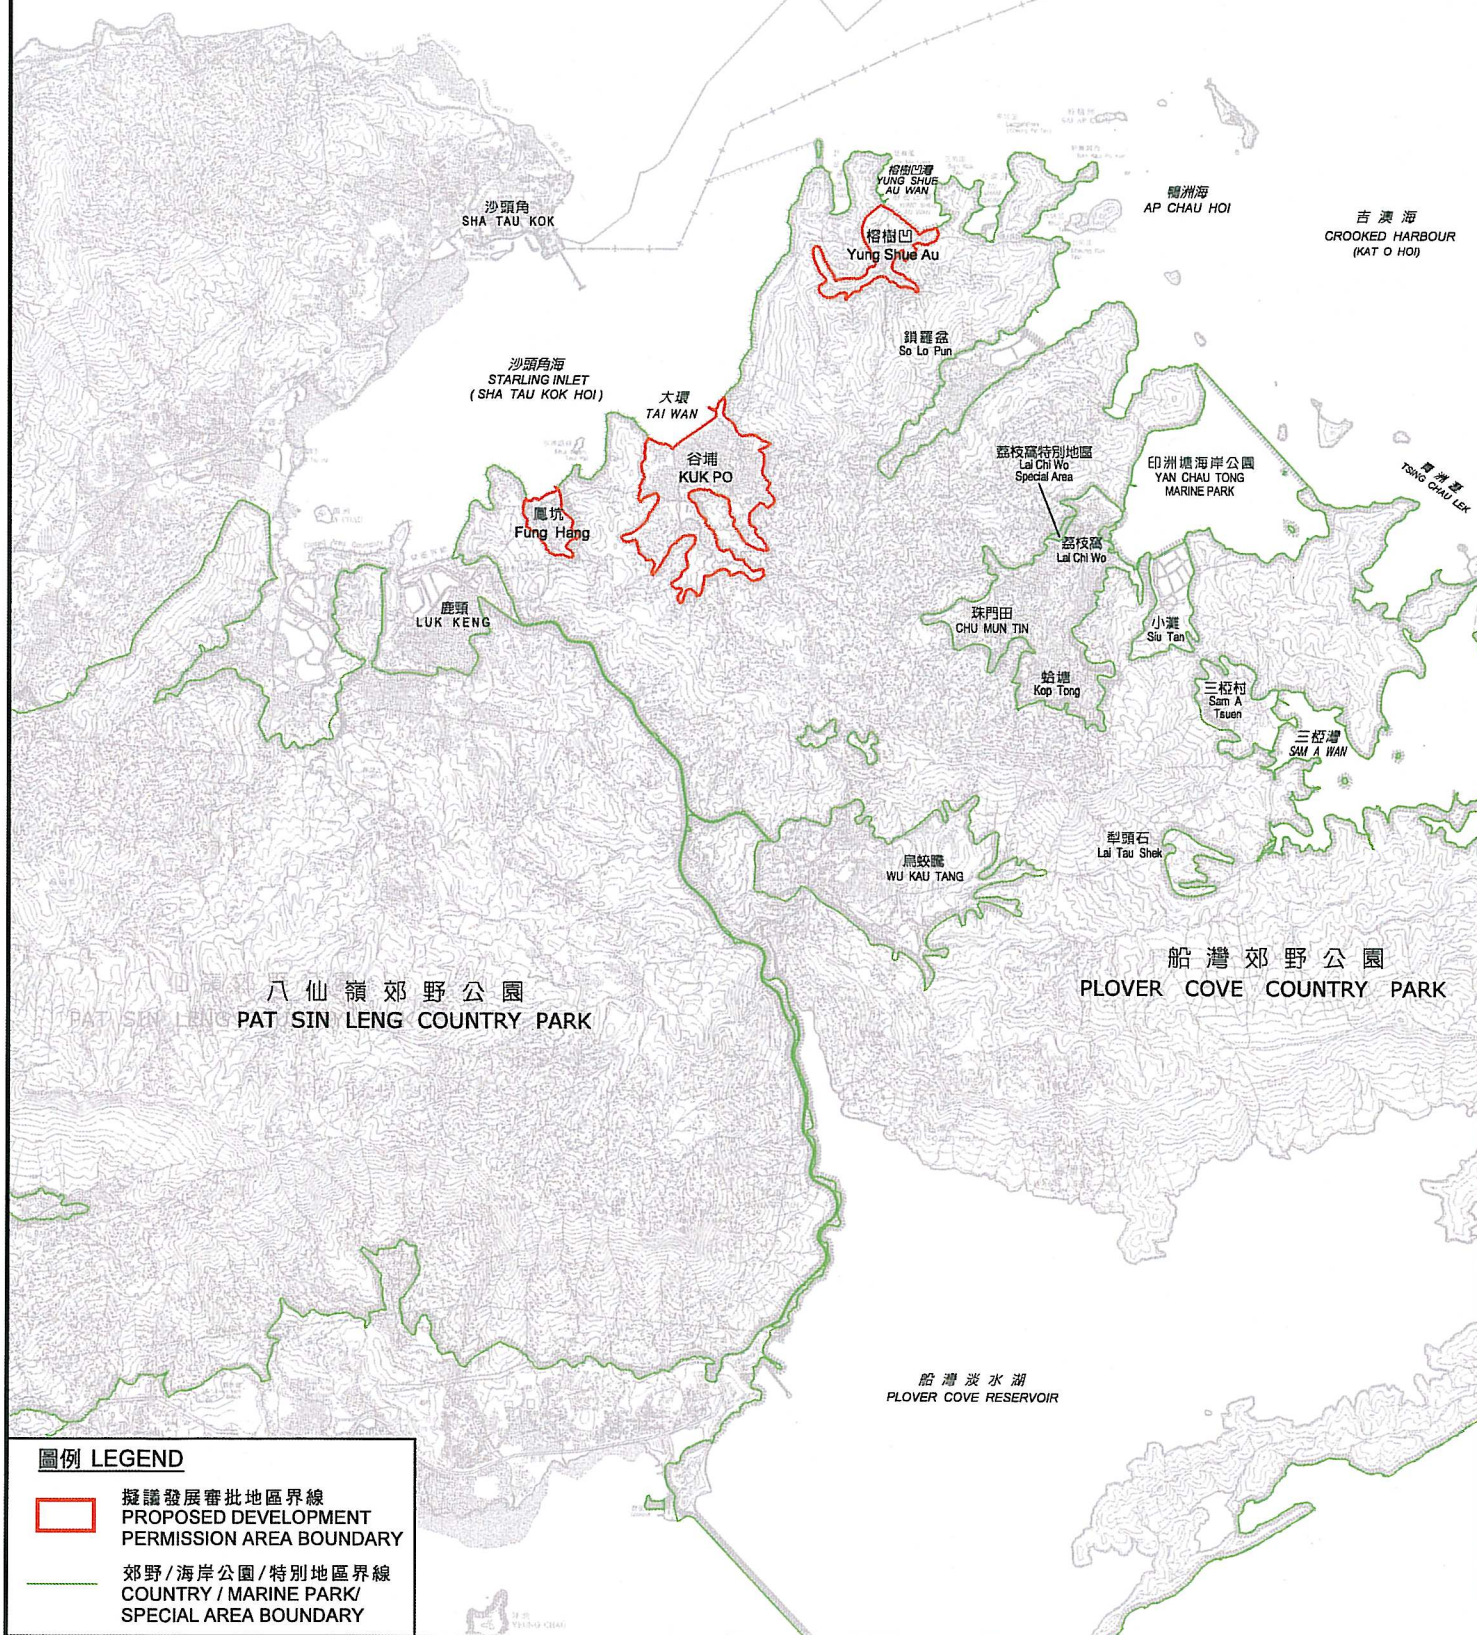 沙頭角
SHA TAU KOK
榕樹凹灣
YUNG SHUE
AU WAN
鴨洲海
AP CHAU HOI
吉澳海
CROOKED HARBOUR
(KAT O HOI)
榕樹凹
Yung Shue Au
鎖羅盆
So Lo Pun
沙頭角海
STARLING INLET
( SHA TAU KOK HOI )
大環
TAI WAN
谷埔
KUK PO
鳳坑
Fung Hang
荔枝窩特別地區
Lai Chi Wo
Special Area
印洲塘海岸公園
YAN CHAU TONG
MARINE PARK
TSING CHAU LEK
荔枝窩
Lai Chi Wo
鹿頸
LUK KENG
珠門田
CHU MUN TIN
小灘
Siu Tan
蛤塘
Kop Tong
三椏村
Sam A
Tsuen
三椏灣
SAM A WAN
犁頭石
Lai Tau Shek
烏蛟騰
WU KAU TANG
船灣郊野公園
PLOVER COVE COUNTRY PARK
八仙嶺郊野公園
PAT SIN LENG
PAT SIN LENG COUNTRY PARK
船灣淡水湖
PLOVER COVE RESERVOIR
圖例 LEGEND
擬議發展審批地區界線
PROPOSED DEVELOPMENT
PERMISSION AREA BOUNDARY
郊野/海岸公園/特別地區界線
COUNTRY / MARINE PARK/
SPECIAL AREA BOUNDARY
YEUNG CHAU